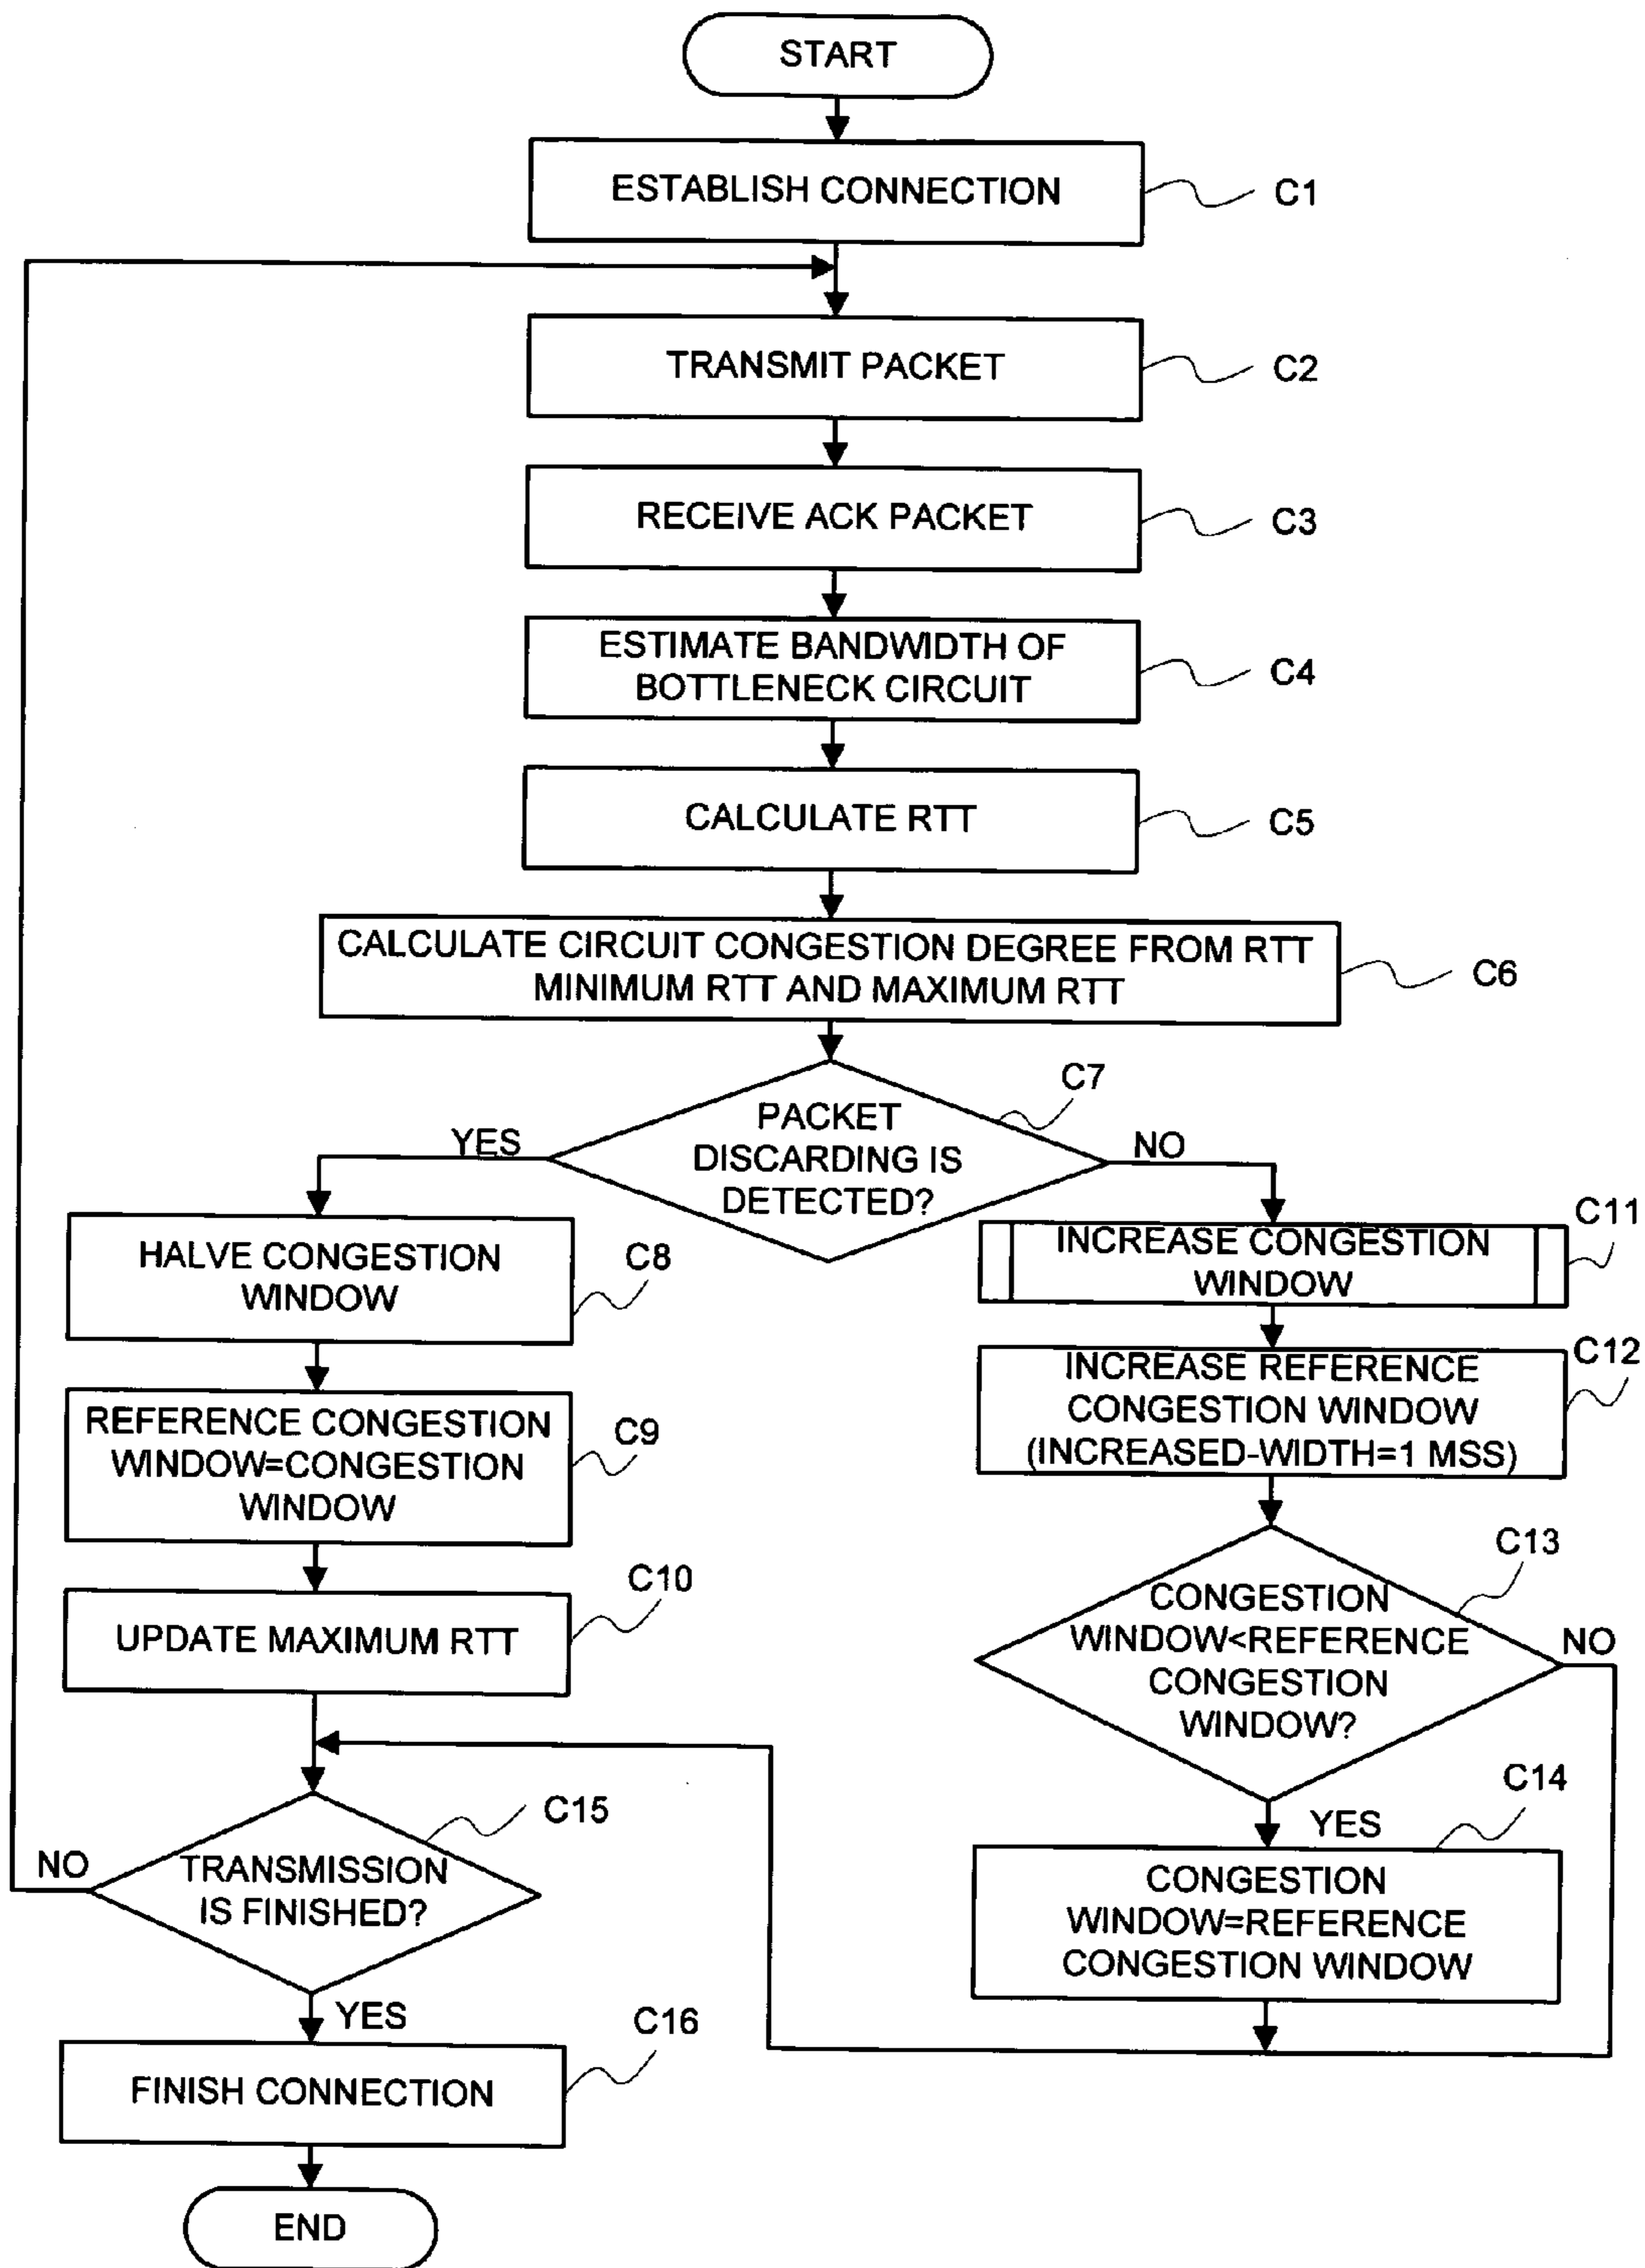 START
ESTABLISH CONNECTION
C1
TRANSMIT PACKET
C2
RECEIVE ACK PACKET
C3
ESTIMATE BANDWIDTH OF
BOTTLENECK CIRCUIT
C4
CALCULATE RTT
C5
CALCULATE CIRCUIT CONGESTION DEGREE FROM RTT
MINIMUM RTT AND MAXIMUM RTT
C6
C7
PACKET
DISCARDING IS
DETECTED?
YES
NO
HALVE CONGESTION
WINDOW
C8
REFERENCE CONGESTION
WINDOW=CONGESTION
WINDOW
C9
UPDATE MAXIMUM RTT
C10
INCREASE CONGESTION
WINDOW
C11
INCREASE REFERENCE
CONGESTION WINDOW
(INCREASED-WIDTH=1 MSS)
C12
C13
CONGESTION
WINDOW<REFERENCE
CONGESTION
WINDOW?
NO
YES
C14
CONGESTION
WINDOW=REFERENCE
CONGESTION WINDOW
C15
TRANSMISSION
IS FINISHED?
NO
YES
C16
FINISH CONNECTION
END